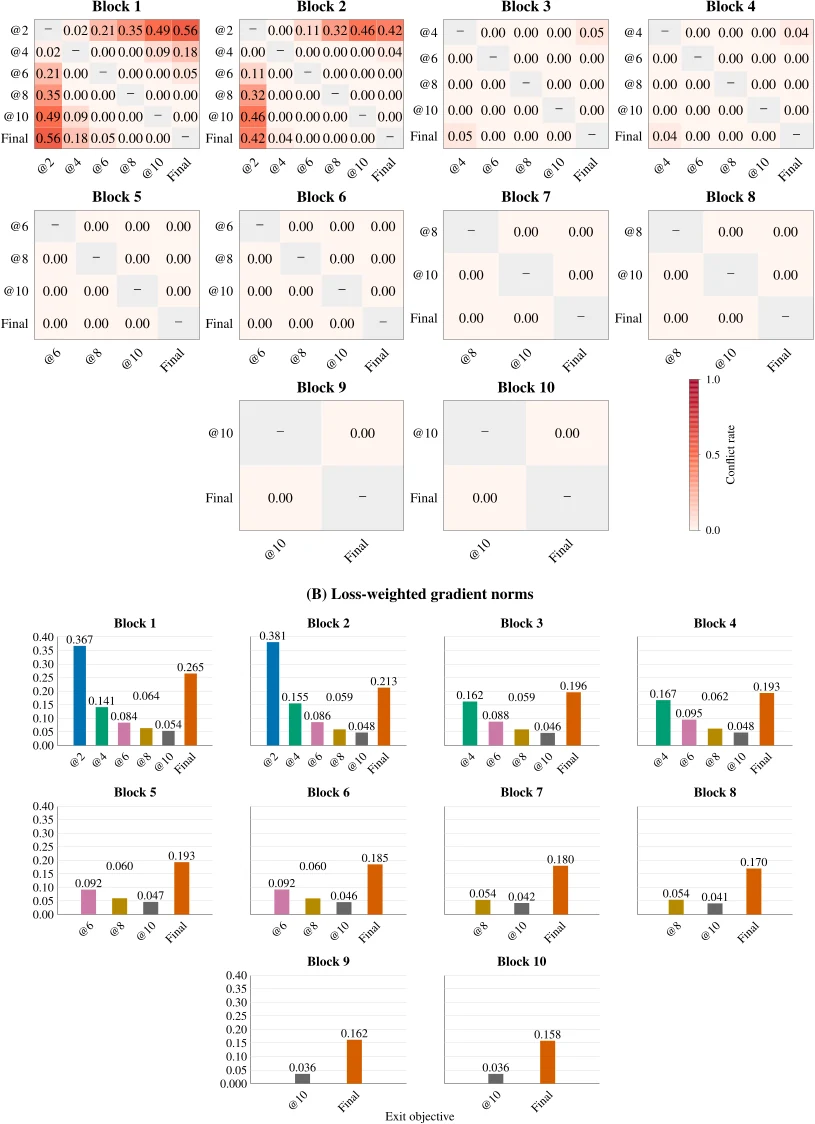 Block 1 Block 2 Block 3 Block 4
@2 – 0.02 0.21 0.35 0.49 0.56 @2 – 0.00 0.11 0.32 0.46 0.42 @4 – 0.00 0.00 0.00 0.05 @4 – 0.00 0.00 0.00 0.04
@4 0.02 – 0.00 0.00 0.09 0.18 @4 0.00 – 0.00 0.00 0.00 0.04 @6 0.00 – 0.00 0.00 0.00 @6 0.00 – 0.00 0.00 0.00
@6 0.21 0.00 – 0.00 0.00 0.05 @6 0.11 0.00 – 0.00 0.00 0.00 @8 0.00 0.00 – 0.00 0.00 @8 0.00 0.00 – 0.00 0.00
@8 0.35 0.00 0.00 – 0.00 0.00 @8 0.32 0.00 0.00 – 0.00 0.00 @10 0.00 0.00 0.00 – 0.00 @10 0.00 0.00 0.00 – 0.00
@10 0.49 0.09 0.00 0.00 – 0.00 @10 0.46 0.00 0.00 0.00 – 0.00 Final 0.05 0.00 0.00 0.00 – Final 0.04 0.00 0.00 0.00 –
Final 0.56 0.18 0.05 0.00 0.00 – Final 0.42 0.04 0.00 0.00 0.00 –
@2 @4 @6 @8 @10 Final @2 @4 @6 @8 @10 Final @4 @6 @8 @10 Final @4 @6 @8 @10 Final
Block 5 Block 6 Block 7 Block 8
@6 – 0.00 0.00 0.00 @6 – 0.00 0.00 0.00 @8 – 0.00 0.00 @8 – 0.00 0.00
@8 0.00 – 0.00 0.00 @8 0.00 – 0.00 0.00 @10 0.00 – 0.00 @10 0.00 – 0.00
@10 0.00 0.00 – 0.00 @10 0.00 0.00 – 0.00 Final 0.00 0.00 – Final 0.00 0.00 –
Final 0.00 0.00 0.00 – Final 0.00 0.00 0.00 –
@6 @8 @10 Final @6 @8 @10 Final @8 @10 Final @8 @10 Final
Block 9 Block 10
@10 – 0.00 @10 – 0.00
Final 0.00 – Final 0.00 –
@10 Final @10 Final
1.0
0.5
0.0
Conflict rate
(B) Loss-weighted gradient norms
Block 1 Block 2 Block 3 Block 4
0.40
0.35
0.30
0.25
0.20
0.15
0.10
0.05
0.00
0.367 0.141 0.084 0.064 0.054 0.265
0.381 0.155 0.086 0.059 0.048 0.213
0.162 0.088 0.059 0.046 0.196
0.167 0.095 0.062 0.048 0.193
@2 @4 @6 @8 @10 Final @2 @4 @6 @8 @10 Final @4 @6 @8 @10 Final @4 @6 @8 @10 Final
Block 5 Block 6 Block 7 Block 8
0.40
0.35
0.30
0.25
0.20
0.15
0.10
0.05
0.00
0.092 0.060 0.047 0.193
0.092 0.060 0.046 0.185
0.054 0.042 0.180
0.054 0.041 0.170
@6 @8 @10 Final @6 @8 @10 Final @8 @10 Final @8 @10 Final
Block 9 Block 10
0.40
0.35
0.30
0.25
0.20
0.15
0.10
0.05
0.000
0.036 0.162
0.036 0.158
@10 Final @10 Final
Exit objective